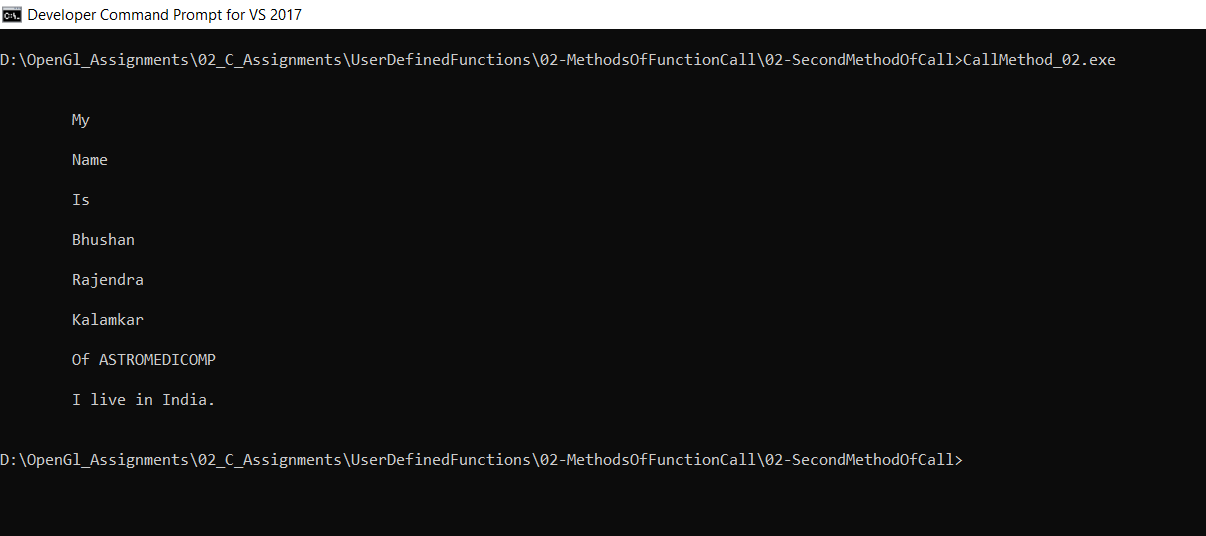 Developer Command Prompt for VS 2017
D:\OpenGl_Assignments\02_C_Assignments\UserDefinedFunctions\02-MethodsOfFunctionCall\02-SecondMethodOfCall>CallMethod_02.exe
My
Name
Is
Bhushan
Rajendra
Kalamkar
Of ASTROMEDICOMP
I live in India.
D:\OpenGl_Assignments\02_C_Assignments\UserDefinedFunctions\02-MethodsOfFunctionCall\02-SecondMethodOfCall>